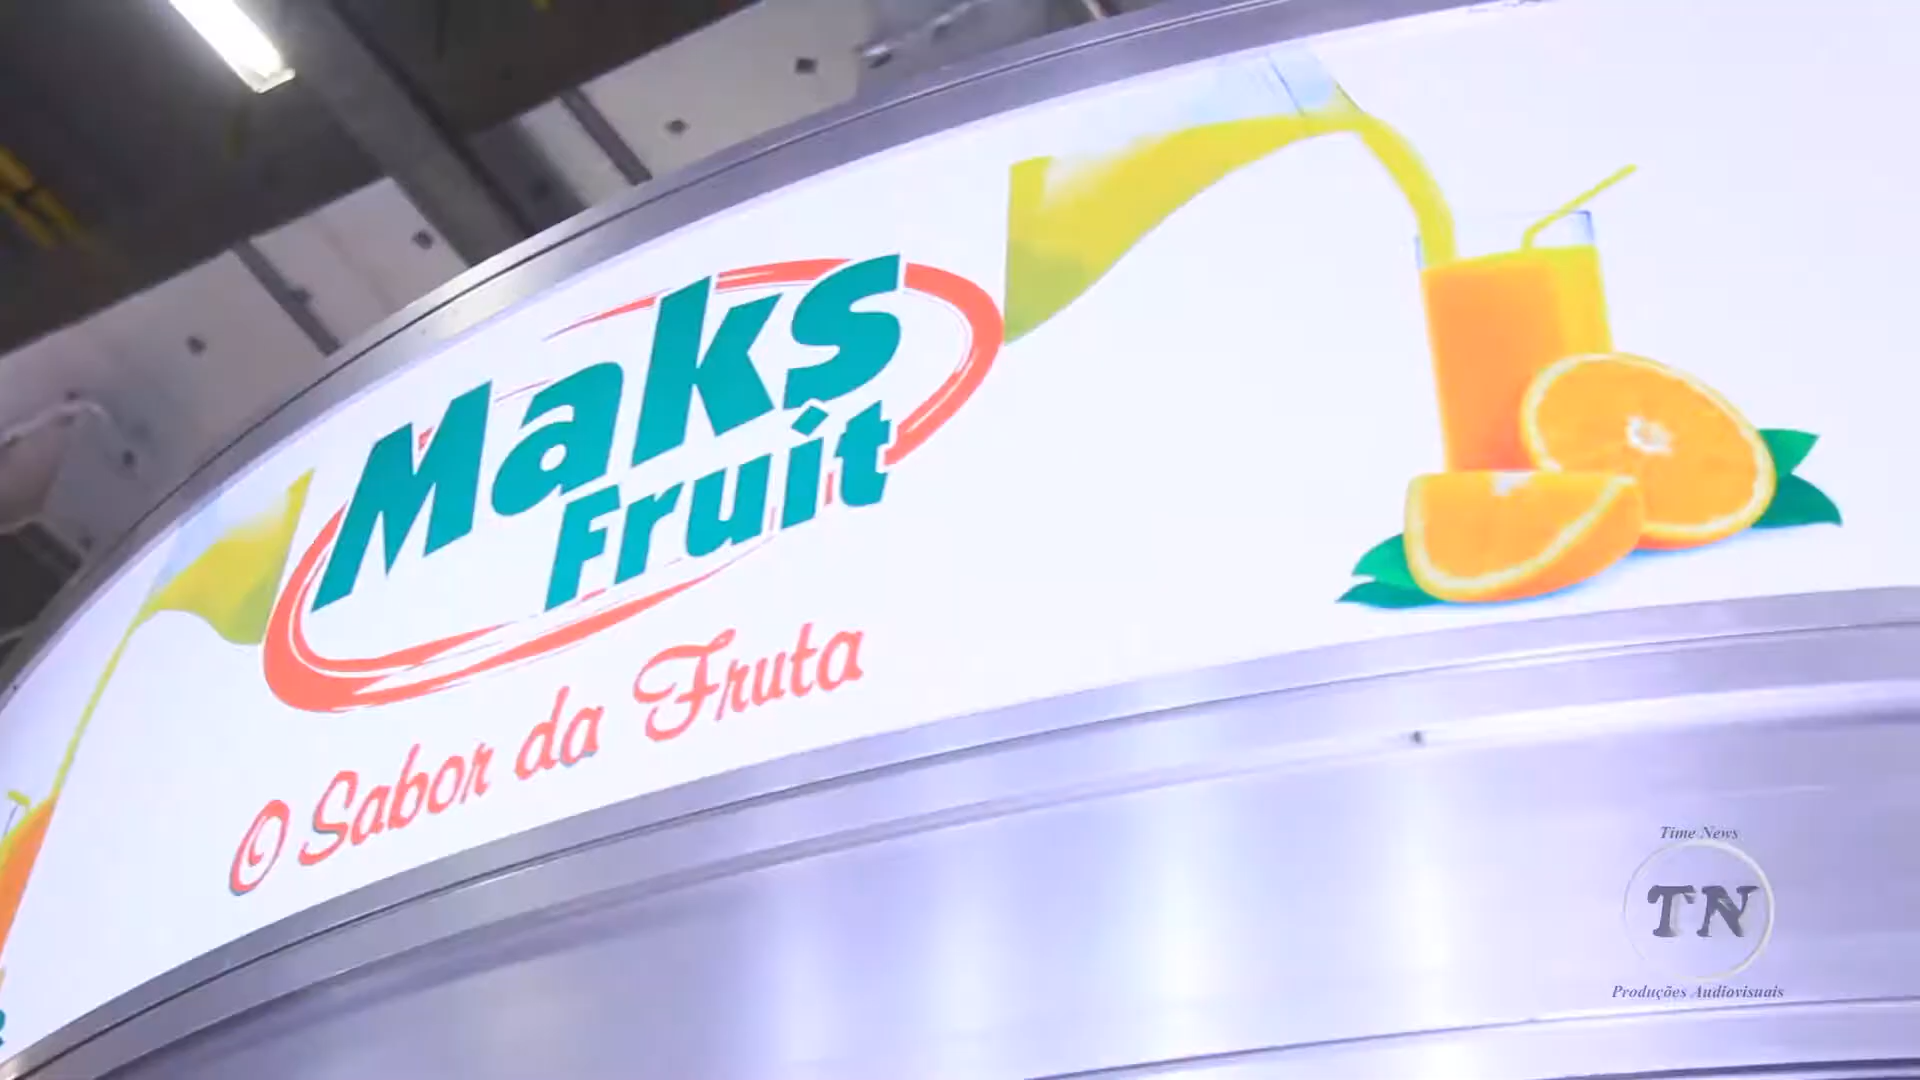 Maks
Fruit
O Sabor da Fruta
Time News
TN
Produções Audiovisuais